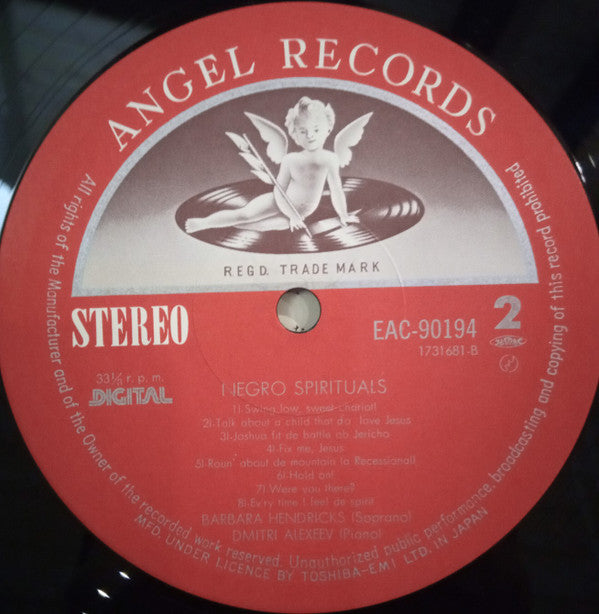 ANGEL RECORDS
REGD. TRADE MARK
STEREO
EAC-90194
2
1731681-B
33⅓ r. p. m.
DIGITAL
NEGRO SPIRITUALS
1) Swing low, sweet chariot!
2) Talk about a child that do love Jesus
3) Joshua fit de battle ob Jericho
4) Fix me, Jesus
5) Roun' about de mountain (a Recessional)
6) Hold on!
7) Were you there?
8) Ev'ry time I feel de spirit
BARBARA HENDRICKS (Soprano)
DMITRI ALEXEEV (Piano)
All rights of the Manufacturer and of the Owner of the recorded work reserved. Unauthorized public performance, broadcasting and copying of this record prohibited
MFD. UNDER LICENCE BY TOSHIBA-EMI LTD. IN JAPAN